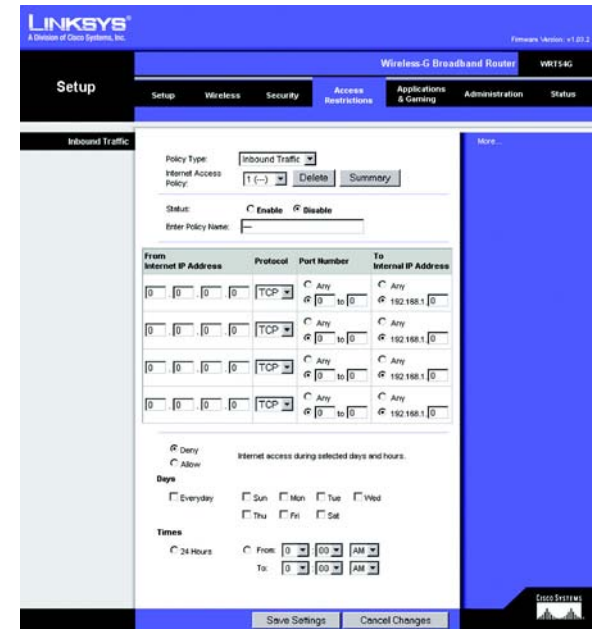 LINKSYS®
A Division of Cisco Systems, Inc.
Firmware Version: v1.03.2
Wireless-G Broadband Router WRT54G
Setup
Setup Wireless Security Access Restrictions Applications & Gaming Administration Status
Inbound Traffic
More...
Policy Type: Inbound Traffic
Internet Access Policy: 1 (---) Delete Summary
Status: Enable Disable
Enter Policy Name: ---
From Internet IP Address Protocol Port Number To Internal IP Address
0 . 0 . 0 . 0 TCP Any Any
0 to 0 192.168.1. 0
0 . 0 . 0 . 0 TCP Any Any
0 to 0 192.168.1. 0
0 . 0 . 0 . 0 TCP Any Any
0 to 0 192.168.1. 0
0 . 0 . 0 . 0 TCP Any Any
0 to 0 192.168.1. 0
Deny
Allow
Internet access during selected days and hours.
Days
Everyday Sun Mon Tue Wed
Thu Fri Sat
Times
24 Hours From: 0 : 00 AM
To: 0 : 00 AM
Save Settings Cancel Changes
CISCO SYSTEMS